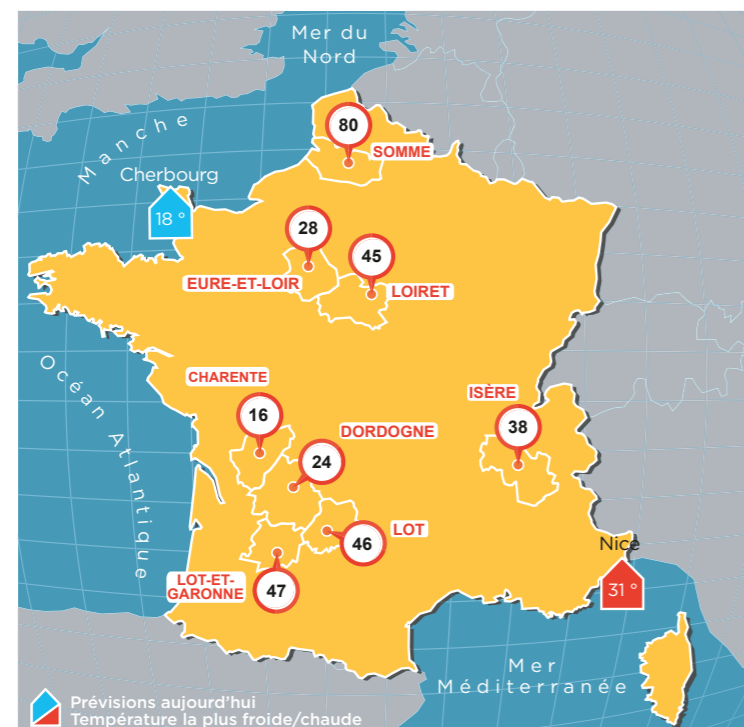 Mer du
Nord
Manche
80
SOMME
Cherbourg
18 °
28
EURE-ET-LOIR
45
LOIRET
Océan Atlantique
CHARENTE
16
ISÈRE
38
DORDOGNE
24
LOT
46
LOT-ET-
GARONNE
47
Nice
31 °
Mer
Méditerranée
Prévisions aujourd'hui
Température la plus froide/chaude